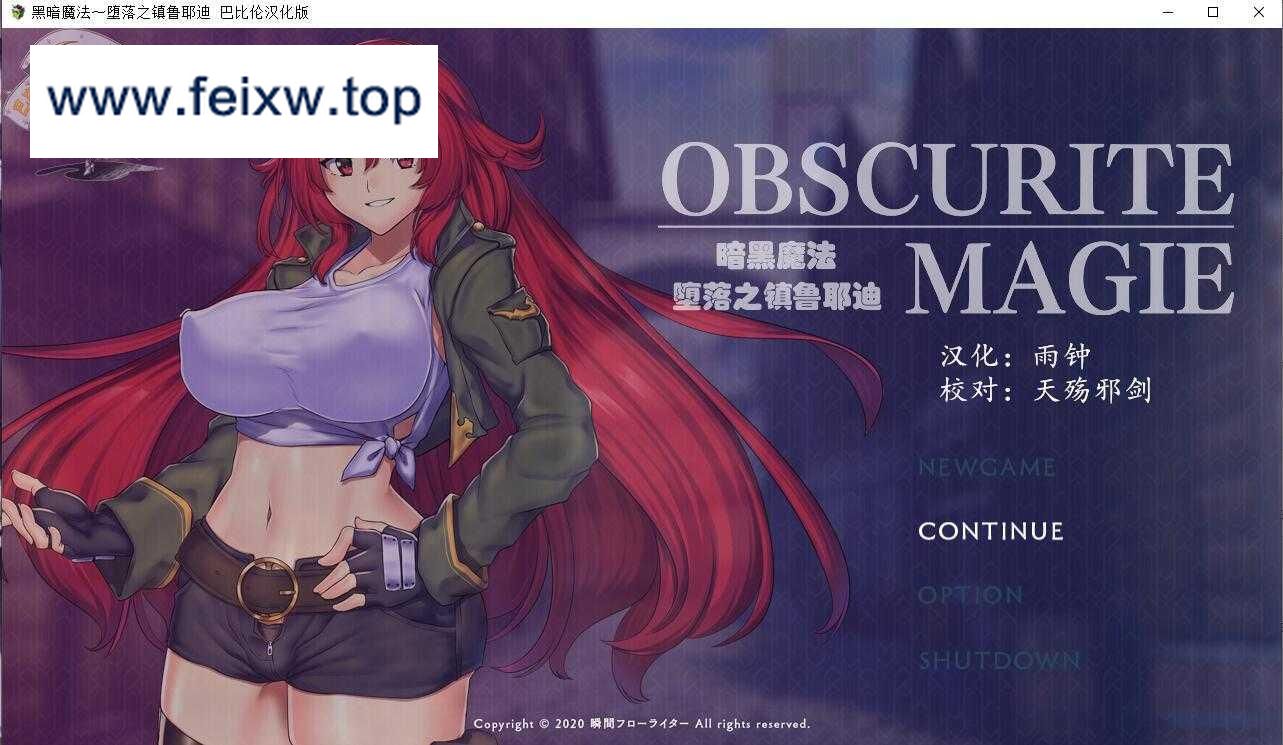 黑暗魔法～堕落之镇鲁耶迪 巴比伦汉化版
www.feixw.top
OBSCURITE
MAGIE
暗黑魔法
堕落之镇鲁耶迪
汉化：雨钟
校对：天殇邪剑
NEWGAME
CONTINUE
OPTION
SHUTDOWN
Copyright © 2020 瞬間フローライター All rights reserved.